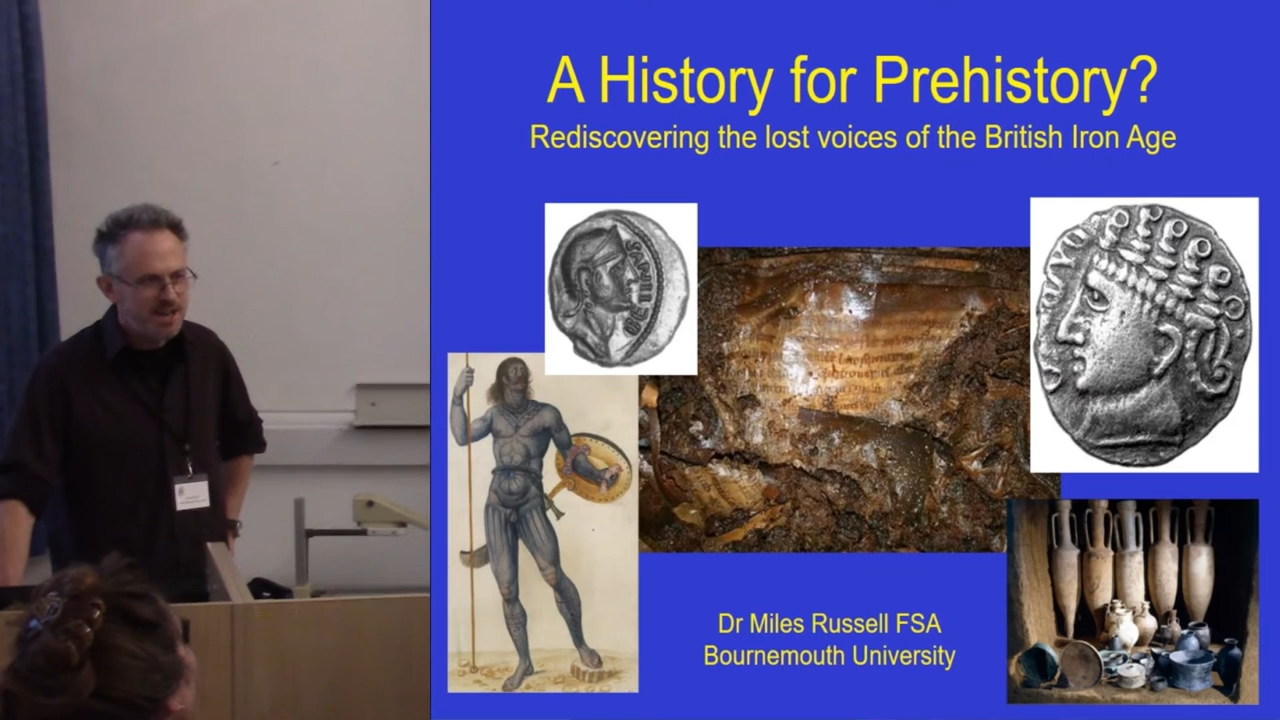 A History for Prehistory?
Rediscovering the lost voices of the British Iron Age
Dr Miles Russell FSA
Bournemouth University